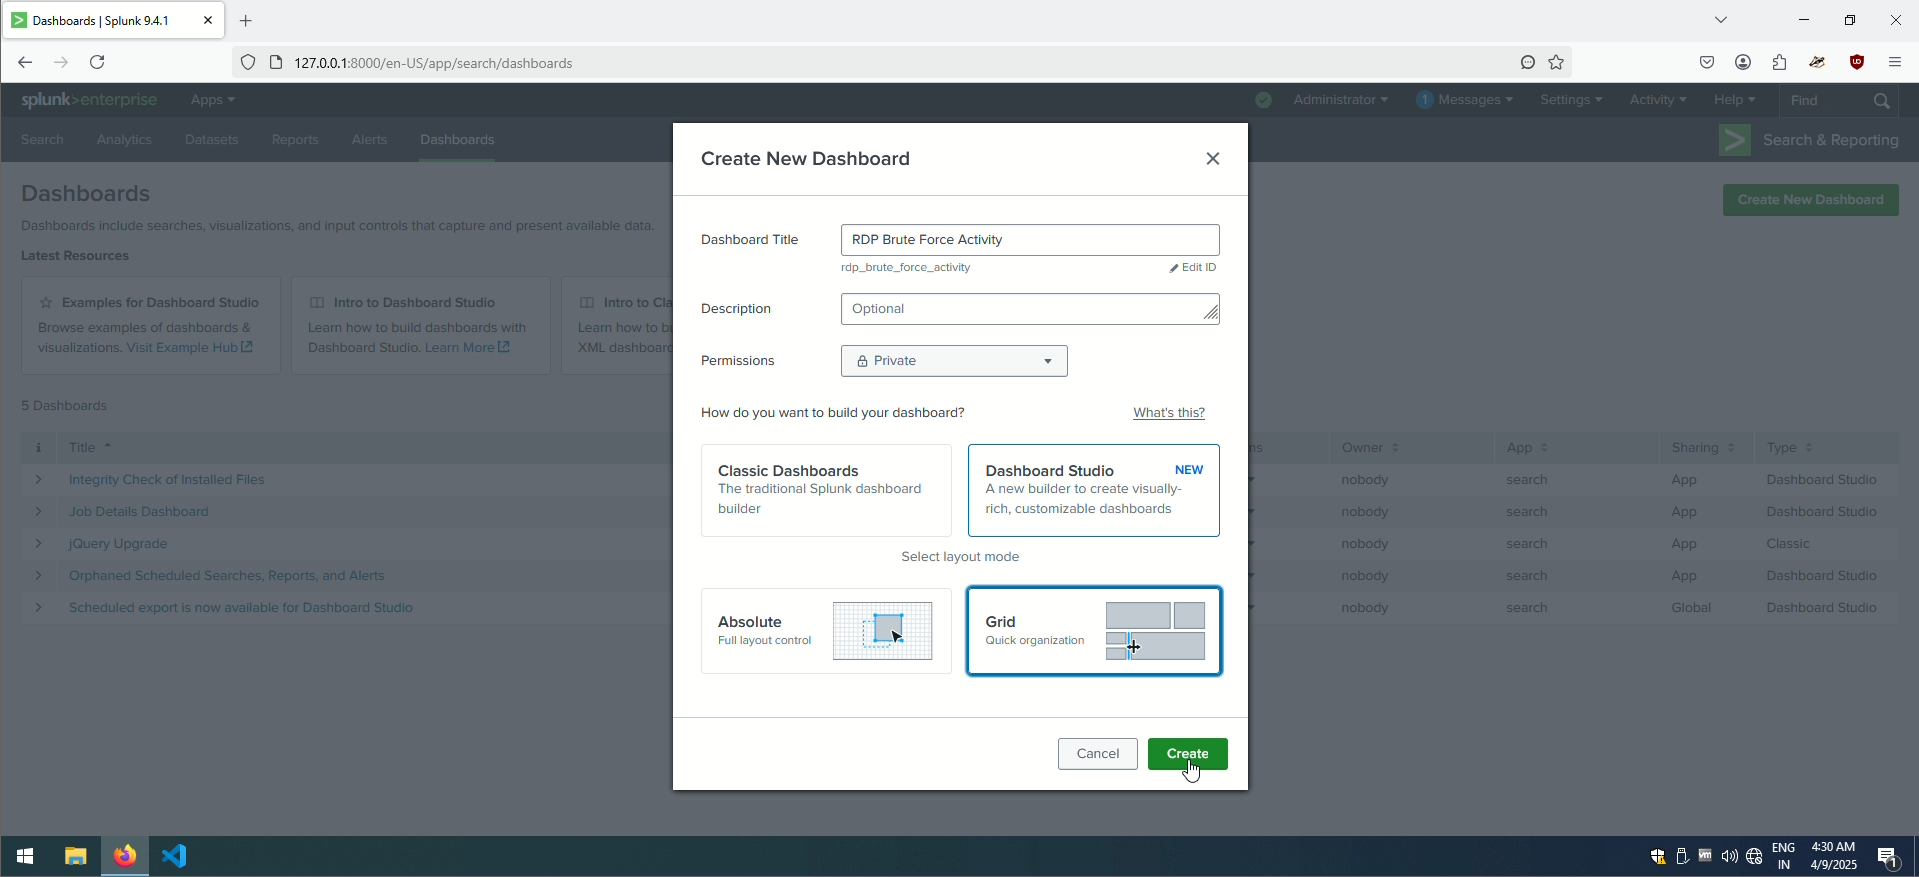 Dashboards | Splunk 9.4.1
127.0.0.1:8000/en-US/app/search/dashboards
splunk>enterprise Apps
Administrator 1 Messages Settings Activity Help Find
Search Analytics Datasets Reports Alerts Dashboards
Search & Reporting
Dashboards
Create New Dashboard
Dashboards include searches, visualizations, and input controls that capture and present available data.
Latest Resources
Examples for Dashboard Studio
Browse examples of dashboards &
visualizations. Visit Example Hub
Intro to Dashboard Studio
Learn how to build dashboards with
Dashboard Studio. Learn More
Intro to Cla
Learn how to bu
XML dashboard
5 Dashboards
i Title ns Owner App Sharing Type
Integrity Check of Installed Files nobody search App Dashboard Studio
Job Details Dashboard nobody search App Dashboard Studio
jQuery Upgrade nobody search App Classic
Orphaned Scheduled Searches, Reports, and Alerts nobody search App Dashboard Studio
Scheduled export is now available for Dashboard Studio nobody search Global Dashboard Studio
Create New Dashboard
Dashboard Title RDP Brute Force Activity
rdp_brute_force_activity Edit ID
Description Optional
Permissions Private
How do you want to build your dashboard? What's this?
Classic Dashboards
The traditional Splunk dashboard
builder
Dashboard Studio NEW
A new builder to create visually-
rich, customizable dashboards
Select layout mode
Absolute
Full layout control
Grid
Quick organization
Cancel Create
vm
ENG
IN
4:30 AM
4/9/2025
1